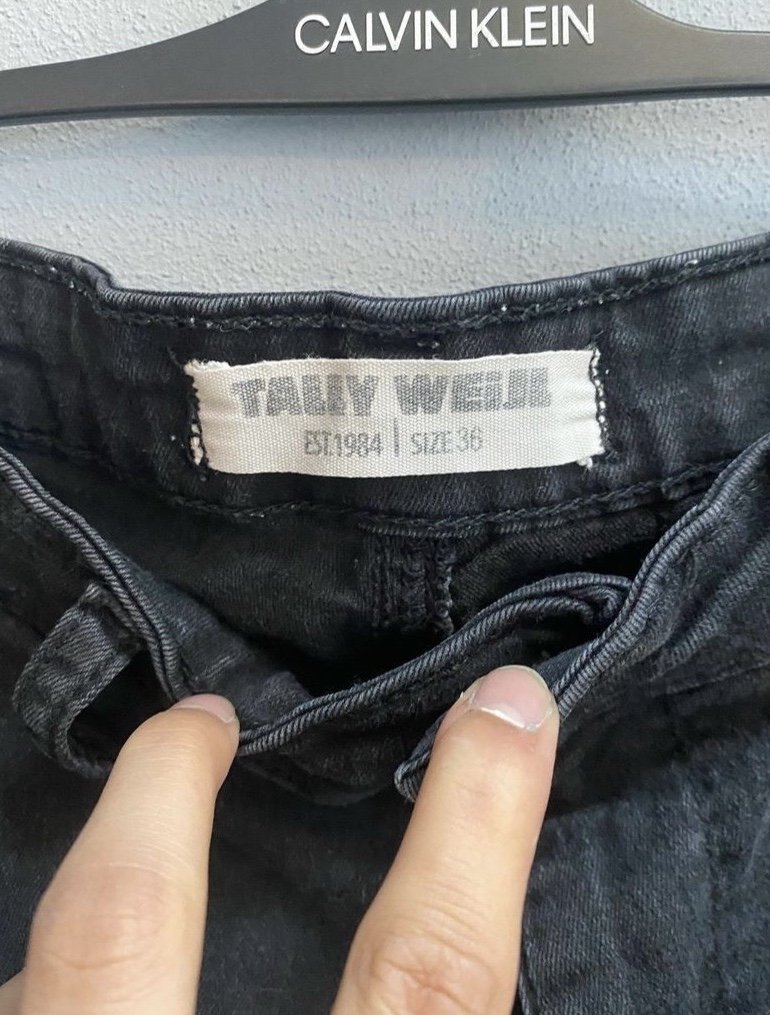 CALVIN KLEIN
TALLY WEIJL
EST.1984 | SIZE 36